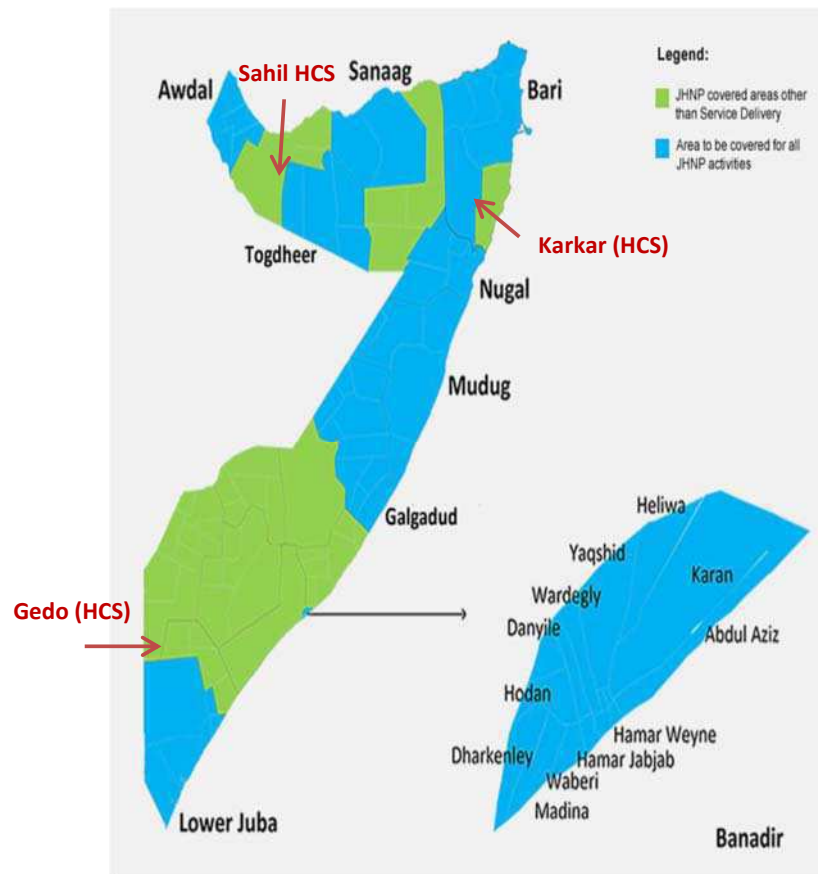 Sahil HCS
Sanaag
Awdal
Bari
Legend:
JHNP covered areas other
than Service Delivery
Area to be covered for all
JHNP activities
Karkar (HCS)
Togdheer
Nugal
Mudug
Galgadud
Gedo (HCS)
Lower Juba
Heliwa
Yaqshid
Karan
Wardegly
Danyile
Abdul Aziz
Hodan
Hamar Weyne
Dharkenley
Hamar Jabjab
Waberi
Madina
Banadir